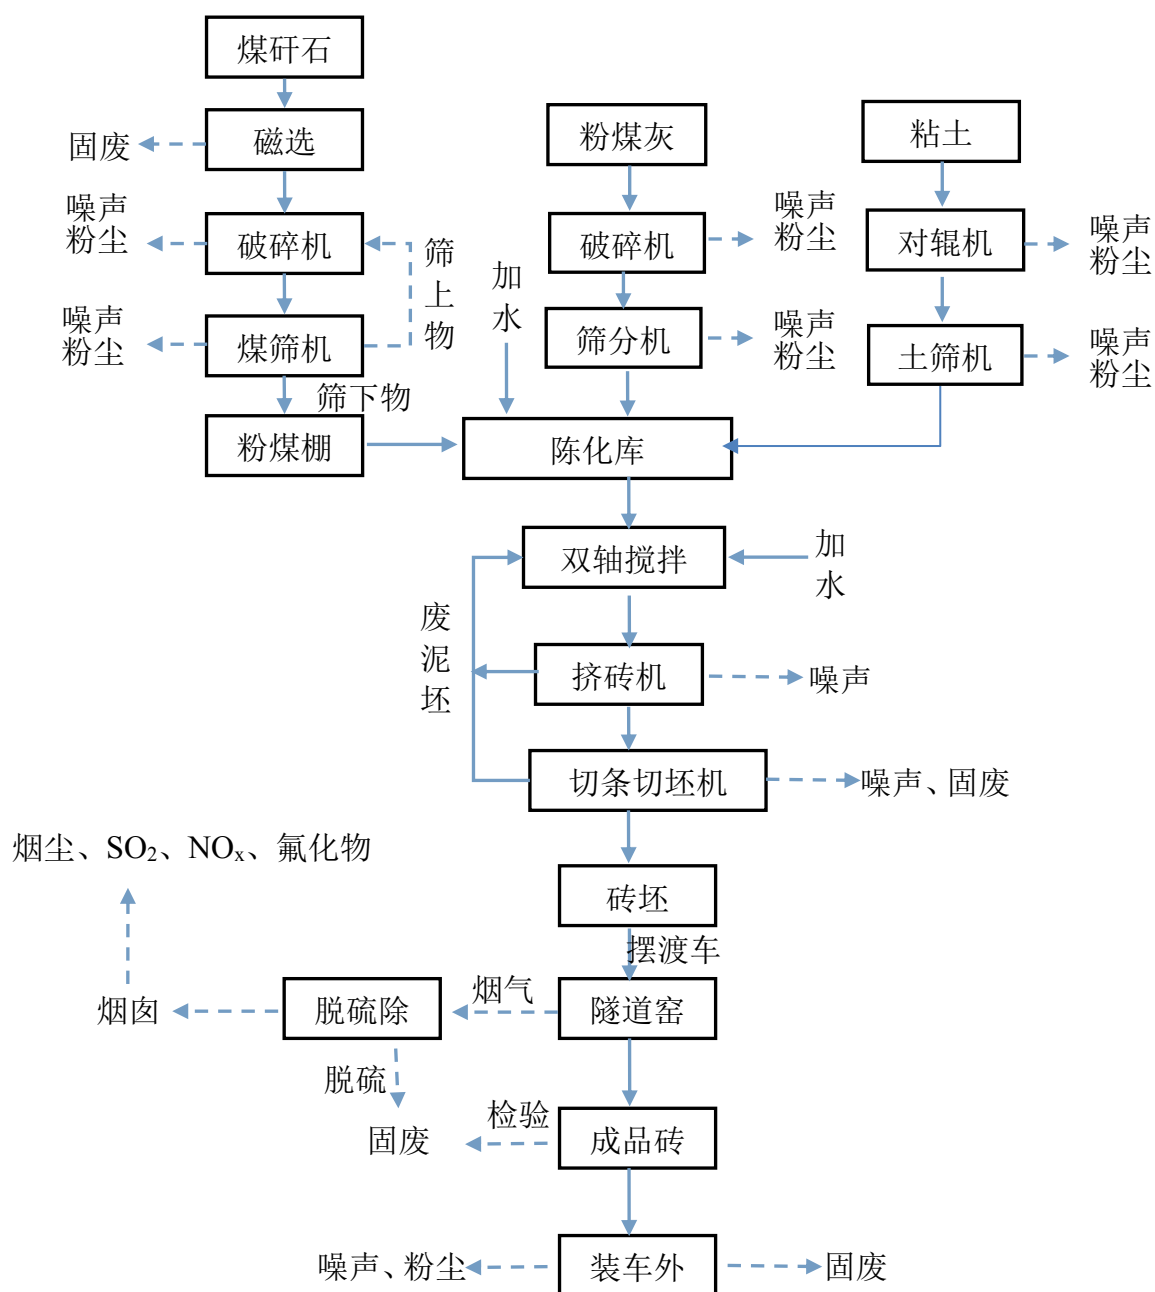 煤矸石
磁选
固废
粉煤灰
粘土
噪声
粉尘
破碎机
筛
上
物
加
水
破碎机
噪声
粉尘
对辊机
噪声
粉尘
噪声
粉尘
煤筛机
筛分机
噪声
粉尘
土筛机
噪声
粉尘
筛下物
粉煤棚
陈化库
双轴搅拌
加
水
废
泥
坯
挤砖机
噪声
切条切坯机
噪声、固废
烟尘、SO₂、NOₓ、氟化物
砖坯
摆渡车
烟囱
脱硫除
烟气
隧道窑
脱硫
固废
检验
成品砖
噪声、粉尘
装车外
固废